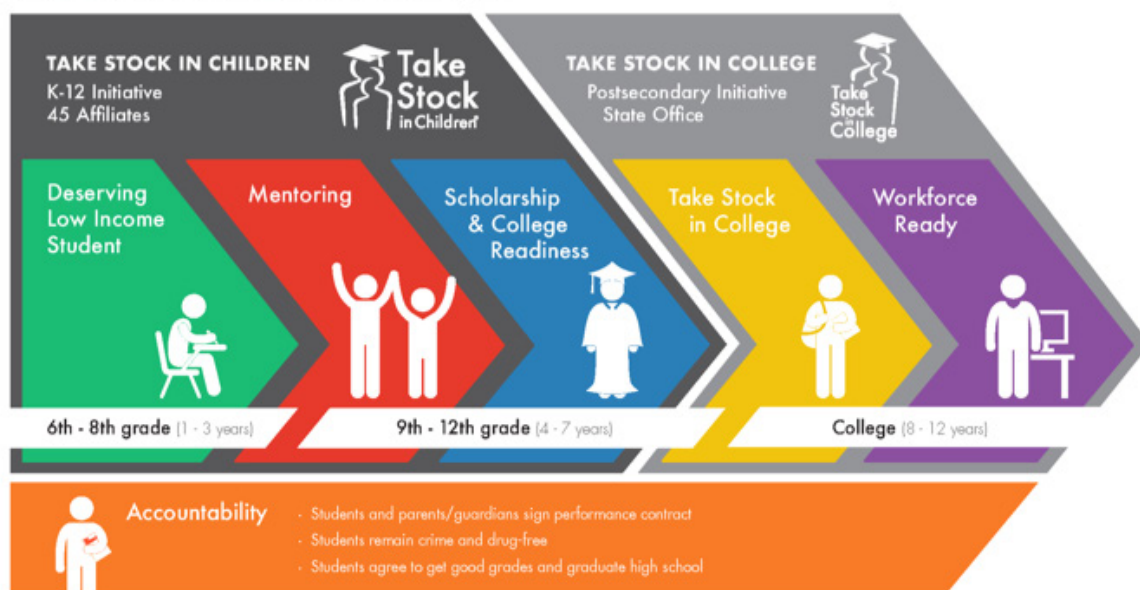 TAKE STOCK IN CHILDREN
K-12 Initiative
45 Affiliates
Take
Stock
in Children®
TAKE STOCK IN COLLEGE
Postsecondary Initiative
State Office
Take
Stock
in
College
Deserving
Low Income
Student
Mentoring
Scholarship
& College
Readiness
Take Stock
in College
Workforce
Ready
6th - 8th grade (1 - 3 years)
9th - 12th grade (4 - 7 years)
College (8 - 12 years)
Accountability
· Students and parents/guardians sign performance contract
· Students remain crime and drug-free
· Students agree to get good grades and graduate high school